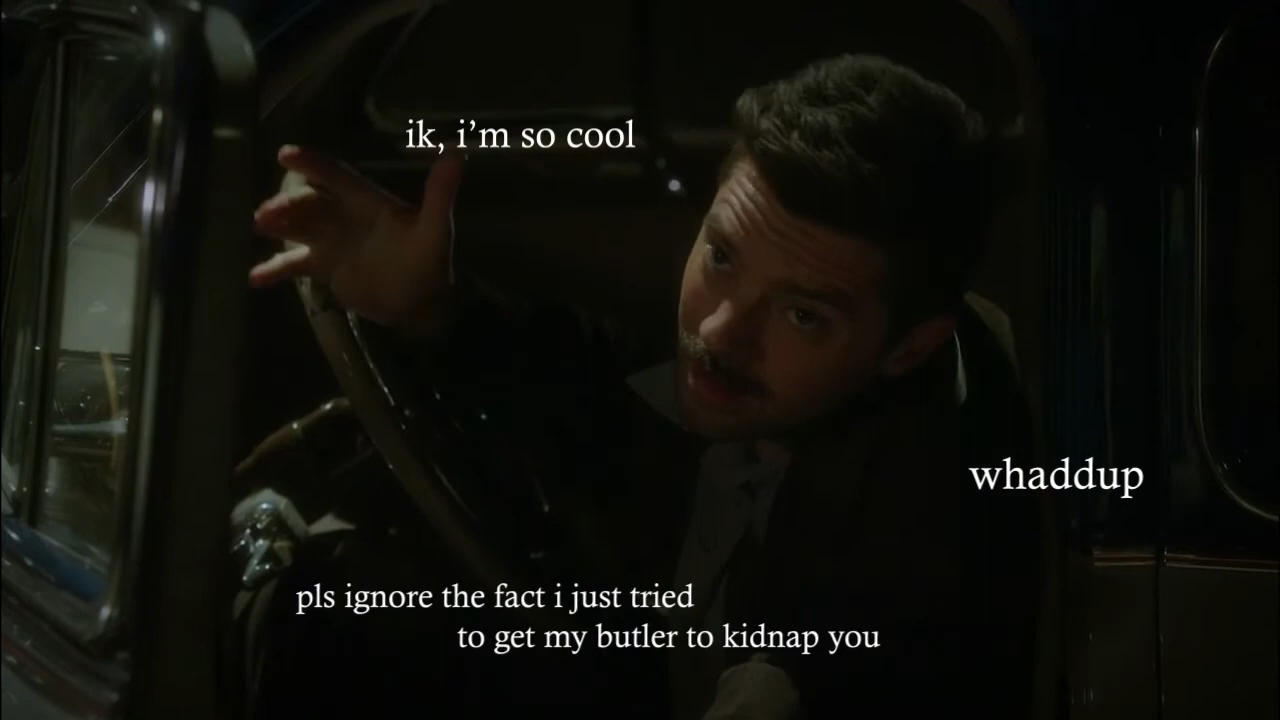 ik, i'm so cool
whaddup
pls ignore the fact i just tried
to get my butler to kidnap you